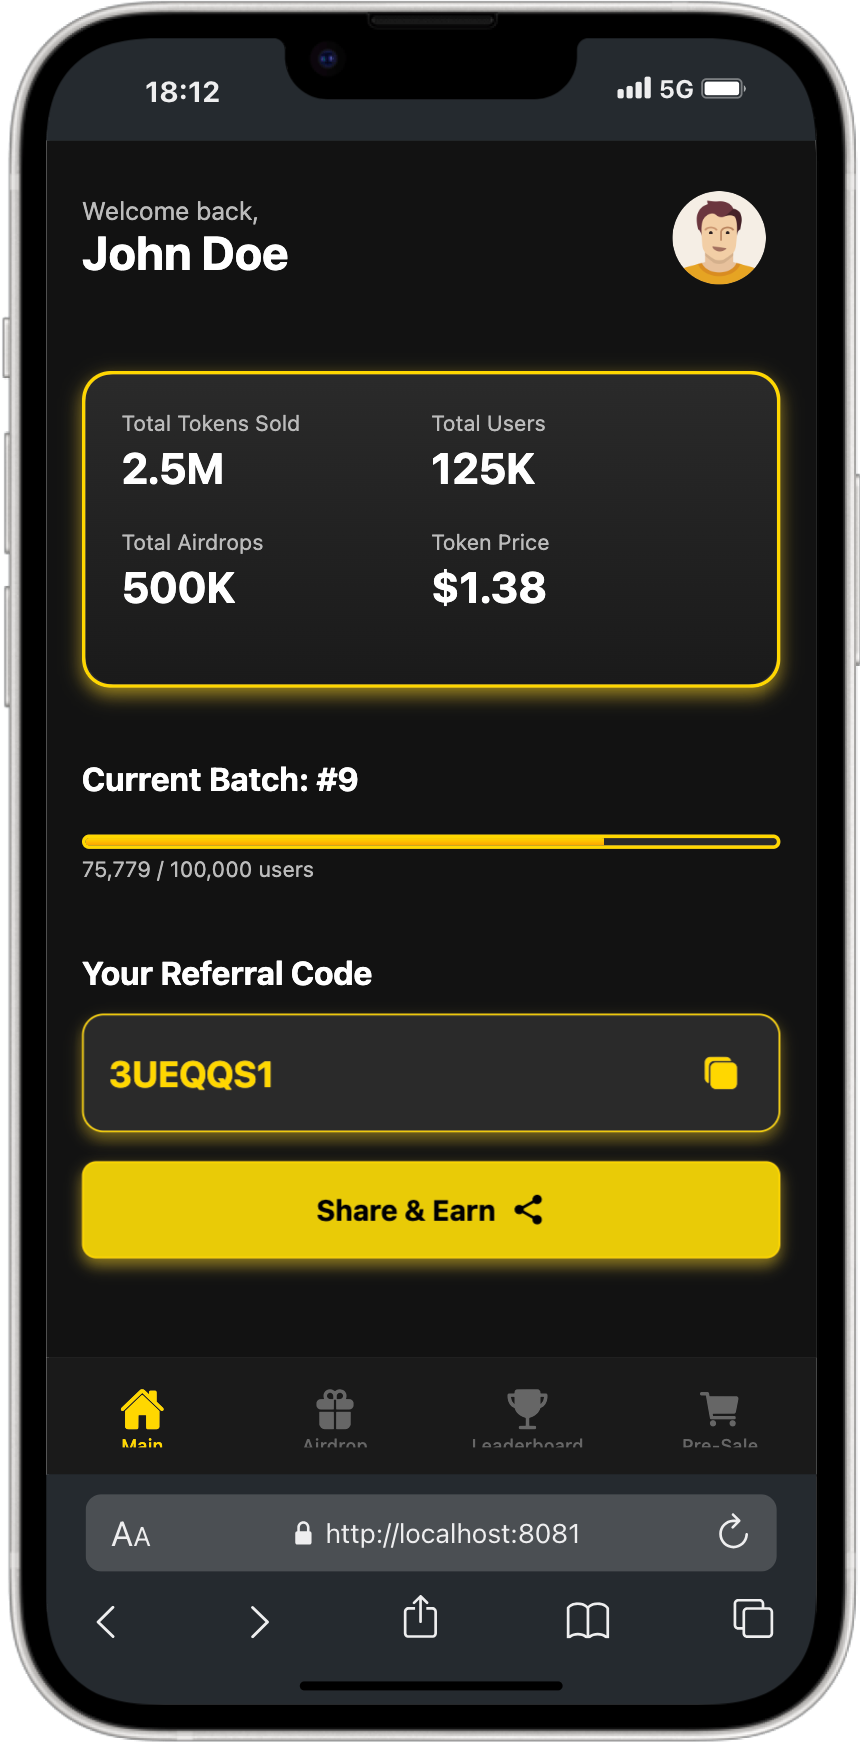 18:12
5G
Welcome back,
John Doe
Total Tokens Sold
Total Users
2.5M
125K
Total Airdrops
Token Price
500K
$1.38
Current Batch: #9
75,779 / 100,000 users
Your Referral Code
3UEQQS1
Share & Earn
Main
Airdrop
Leaderboard
Pre-Sale
AA
http://localhost:8081